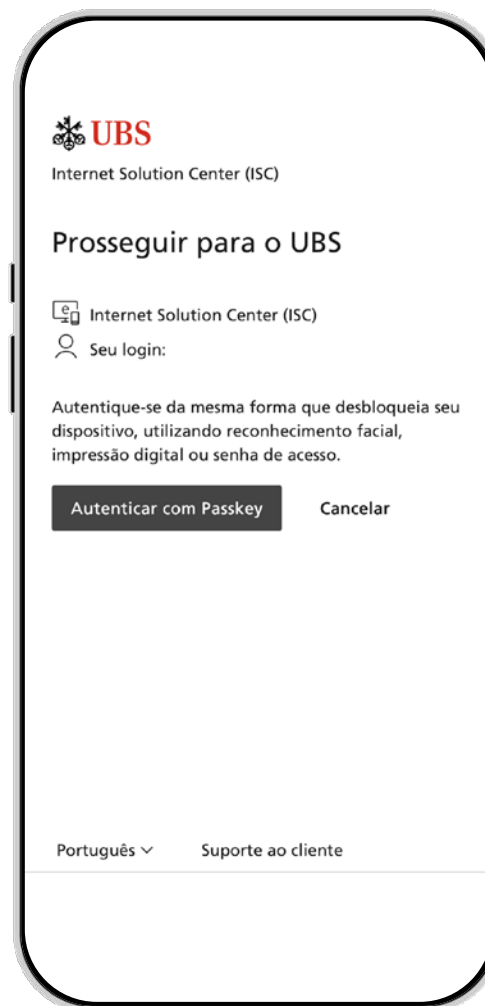 UBS
Internet Solution Center (ISC)
Prosseguir para o UBS
Internet Solution Center (ISC)
Seu login:
Autentique-se da mesma forma que desbloqueia seu
dispositivo, utilizando reconhecimento facial,
impressão digital ou senha de acesso.
Autenticar com Passkey Cancelar
Português Suporte ao cliente